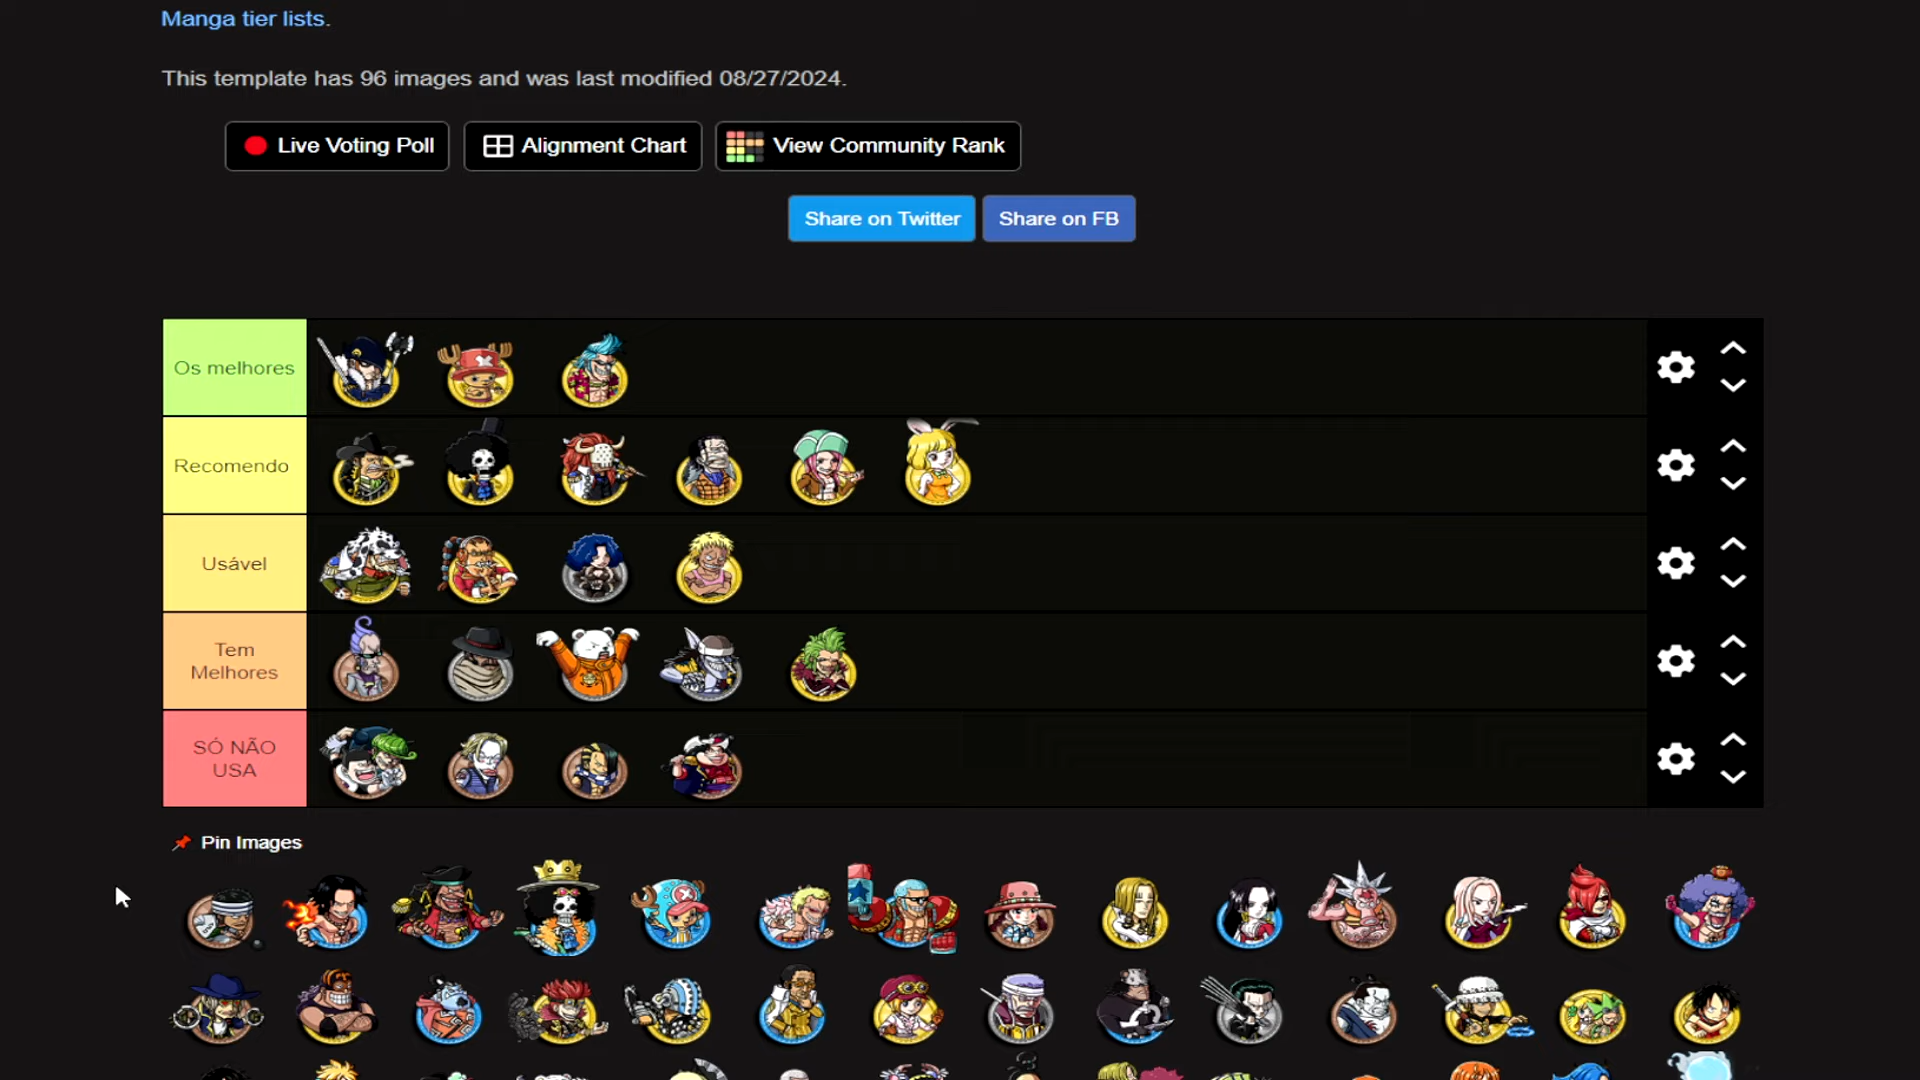 Manga tier lists.
This template has 96 images and was last modified 08/27/2024.
Live Voting Poll
Alignment Chart
View Community Rank
Share on Twitter
Share on FB
Os melhores
Recomendo
Usável
Tem
Melhores
SÓ NÃO
USA
Pin Images